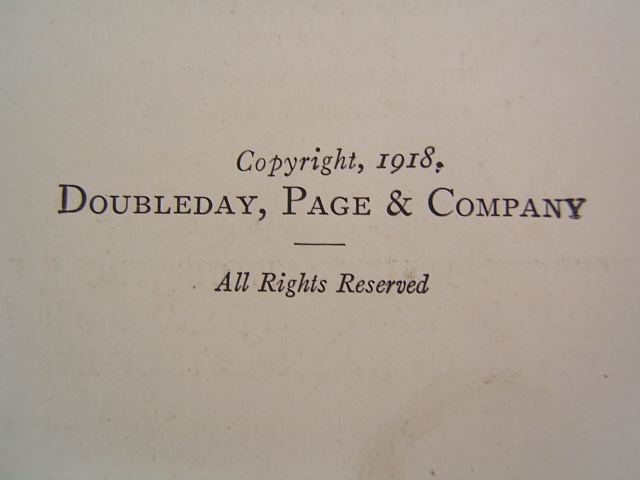 Copyright, 1918,
DOUBLEDAY, PAGE & COMPANY
All Rights Reserved